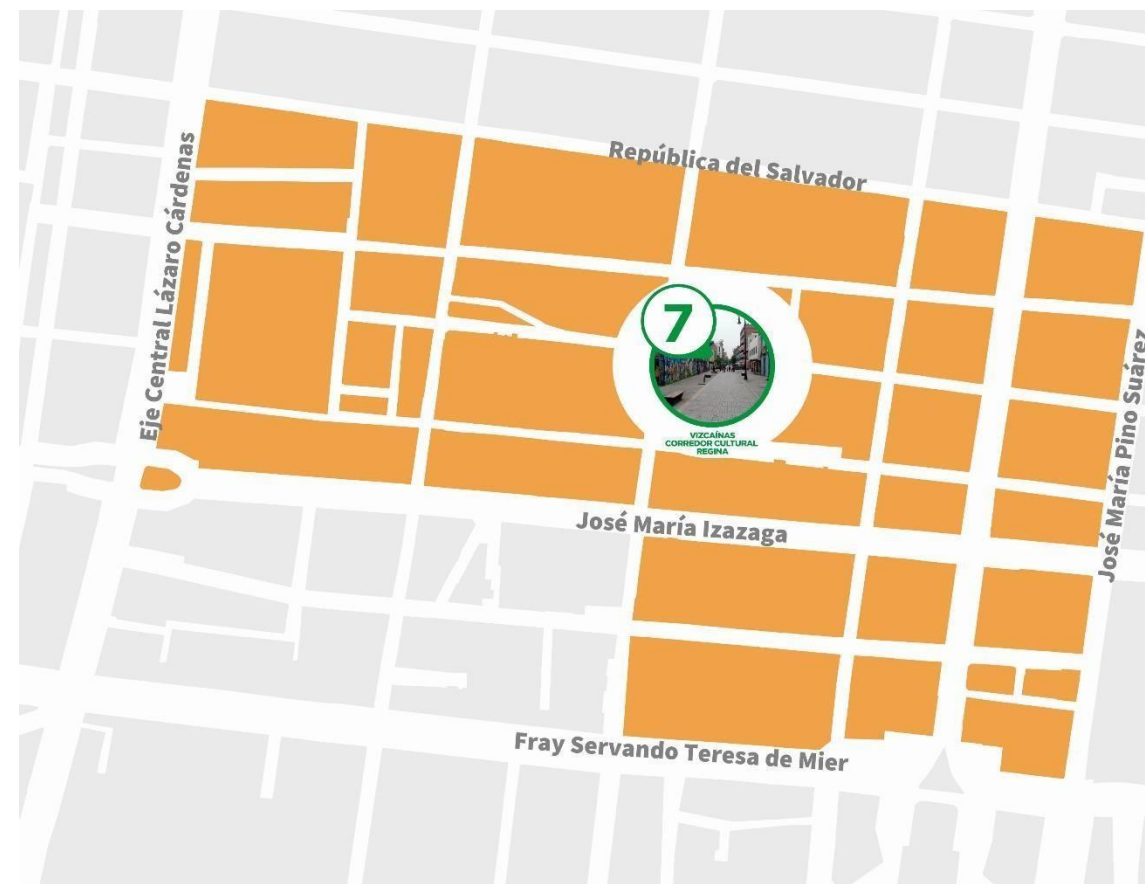 República del Salvador
Eje Central Lázaro Cárdenas
7
VIZCAÍNAS
CORREDOR CULTURAL
REGINA
José María Pino Suárez
José María Izazaga
Fray Servando Teresa de Mier